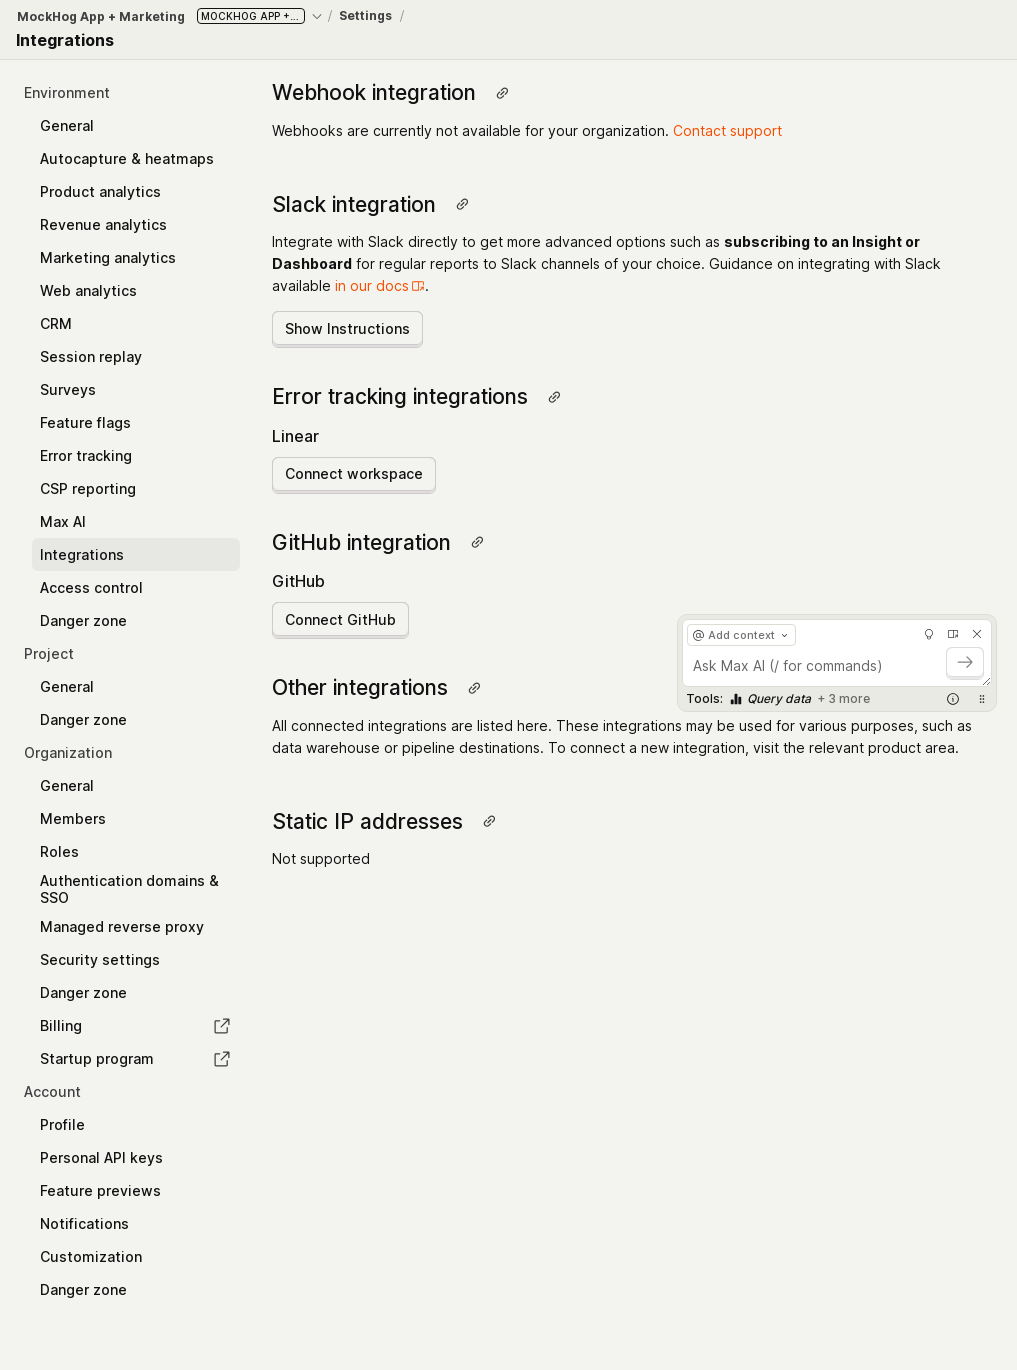 MockHog App + Marketing MOCKHOG APP +... / Settings /
Integrations
Environment
General
Autocapture & heatmaps
Product analytics
Revenue analytics
Marketing analytics
Web analytics
CRM
Session replay
Surveys
Feature flags
Error tracking
CSP reporting
Max AI
Integrations
Access control
Danger zone
Project
General
Danger zone
Organization
General
Members
Roles
Authentication domains &
SSO
Managed reverse proxy
Security settings
Danger zone
Billing
Startup program
Account
Profile
Personal API keys
Feature previews
Notifications
Customization
Danger zone
Webhook integration
Webhooks are currently not available for your organization. Contact support
Slack integration
Integrate with Slack directly to get more advanced options such as subscribing to an Insight or
Dashboard for regular reports to Slack channels of your choice. Guidance on integrating with Slack
available in our docs.
Show Instructions
Error tracking integrations
Linear
Connect workspace
GitHub integration
GitHub
Connect GitHub
Other integrations
All connected integrations are listed here. These integrations may be used for various purposes, such as
data warehouse or pipeline destinations. To connect a new integration, visit the relevant product area.
Static IP addresses
Not supported
@ Add context
Ask Max AI (/ for commands)
Tools: Query data + 3 more